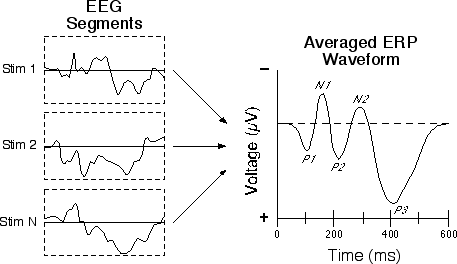 EEG
Segments
Stim 1
Stim 2
Stim N
Averaged ERP
Waveform
Voltage (µV)
−
+
N1
N2
P1
P2
P3
0 200 400 600
Time (ms)